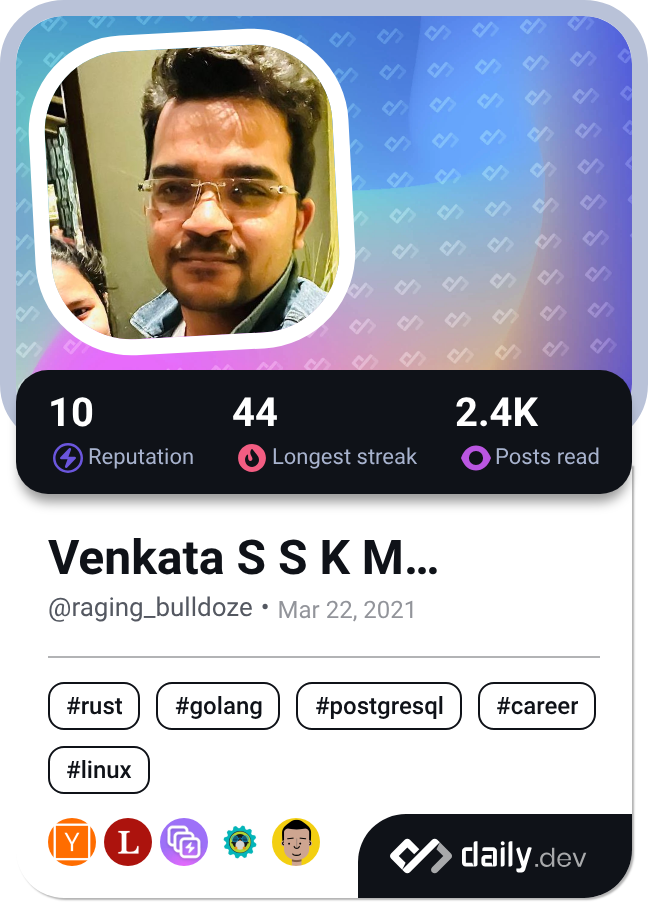 10 44 2.4K
Reputation Longest streak Posts read
Venkata S S K M...
@raging_bulldoze • Mar 22, 2021
#rust #golang #postgresql #career
#linux
Y L
daily.dev